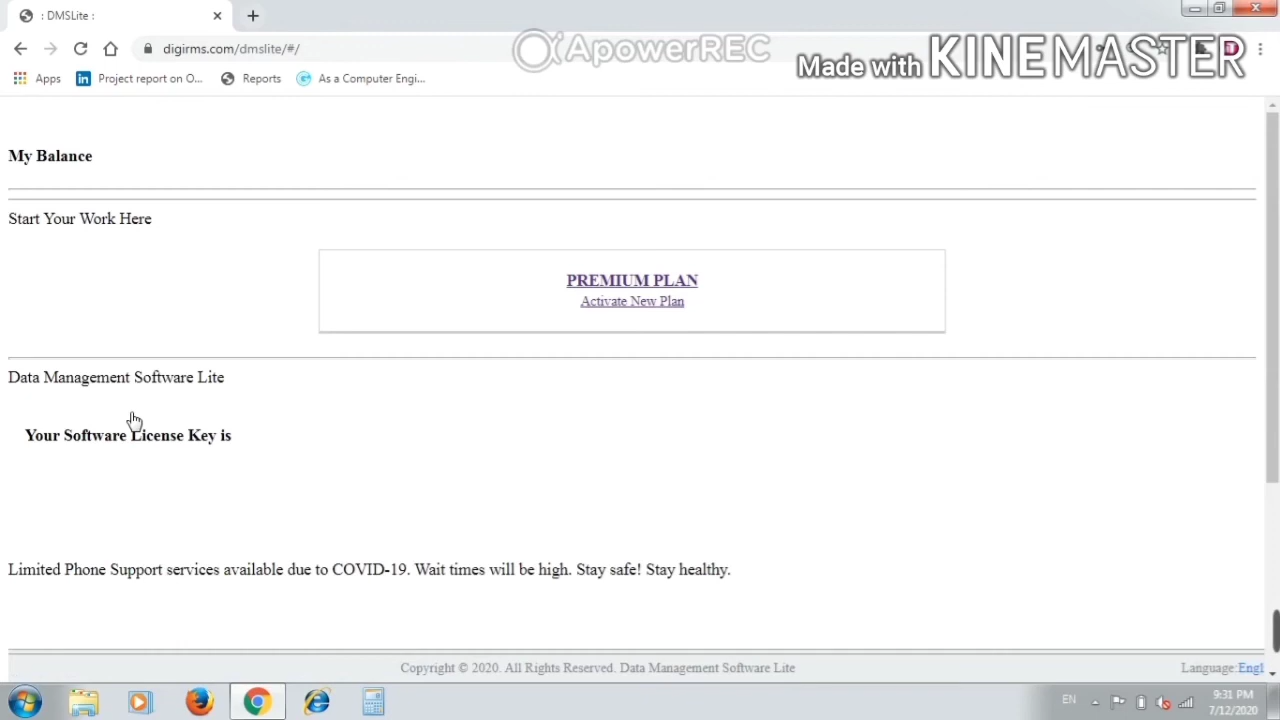 : DMSLite :
digirms.com/dmslite/#/
ApowerREC
Made with KINEMASTER
Apps
Project report on O...
Reports
As a Computer Engi...
My Balance
Start Your Work Here
PREMIUM PLAN
Activate New Plan
Data Management Software Lite
Your Software License Key is
Limited Phone Support services available due to COVID-19. Wait times will be high. Stay safe! Stay healthy.
Copyright © 2020. All Rights Reserved. Data Management Software Lite
Language:Engl
EN
9:31 PM
7/12/2020